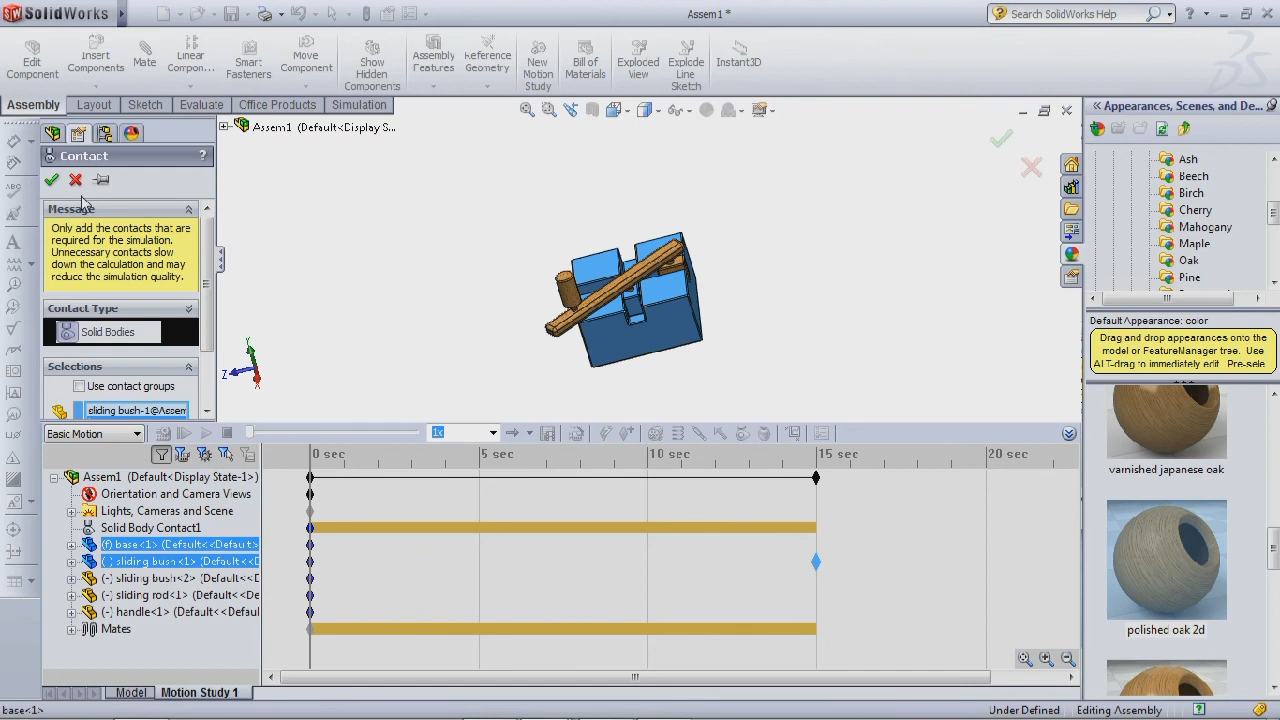 SolidWorks
Assem1 *
Search SolidWorks Help
Edit Component
Insert Components
Mate
Linear Compon...
Smart Fasteners
Move Component
Show Hidden Components
Assembly Features
Reference Geometry
New Motion Study
Bill of Materials
Exploded View
Explode Line Sketch
Instant3D
Assembly
Layout
Sketch
Evaluate
Office Products
Simulation
Appearances, Scenes, and De...
Assem1 (Default<Display S...
Contact
?
Message
Only add the contacts that are
required for the simulation.
Unnecessary contacts slow
down the calculation and may
reduce the simulation quality.
Contact Type
Solid Bodies
Selections
Use contact groups
sliding bush-1@Assem
Y
Z
X
Ash
Beech
Birch
Cherry
Mahogany
Maple
Oak
Pine
Default Appearance: color
Drag and drop appearances onto the
model or FeatureManager tree. Use
ALT-drag to immediately edit. Pre-sele
varnished japanese oak
polished oak 2d
Basic Motion
1x
0 sec
5 sec
10 sec
15 sec
20 sec
Assem1 (Default<Display State-1>)
Orientation and Camera Views
Lights, Cameras and Scene
Solid Body Contact1
(f) base<1> (Default<<Default>
(-) sliding bush<1> (Default<<D
(-) sliding bush<2> (Default<<D
(-) sliding rod<1> (Default<<Def
(-) handle<1> (Default<<Defaul
Mates
Model
Motion Study 1
base<1>
Under Defined
Editing Assembly